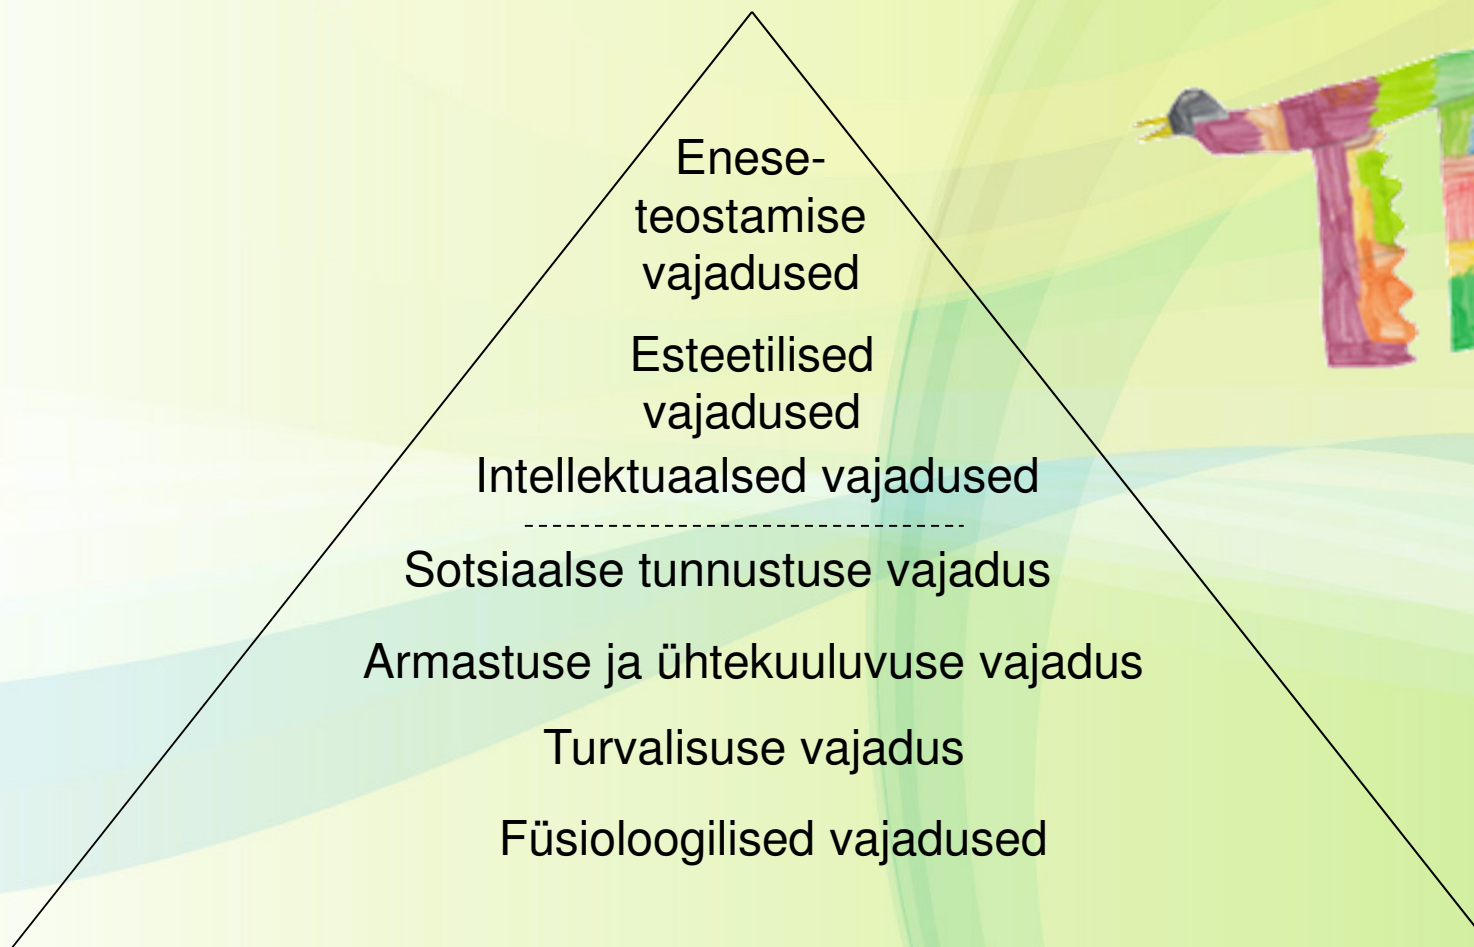 Enese-
teostamise
vajadused
Esteetilised
vajadused
Intellektuaalsed vajadused
Sotsiaalse tunnustuse vajadus
Armastuse ja ühtekuuluvuse vajadus
Turvalisuse vajadus
Füsioloogilised vajadused